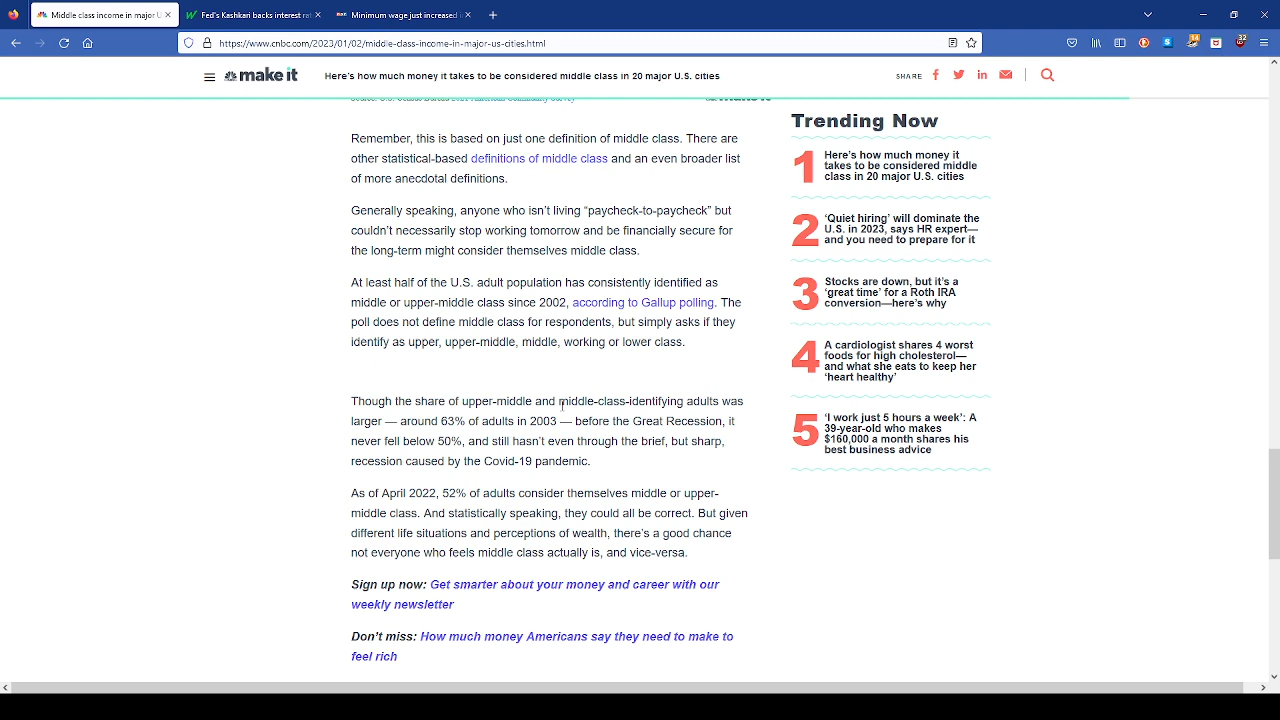 Middle class income in major U
Fed's Kashkari backs interest rat
Minimum wage just increased i
https://www.cnbc.com/2023/01/02/middle-class-income-in-major-us-cities.html
make it
Here's how much money it takes to be considered middle class in 20 major U.S. cities
SHARE
Remember, this is based on just one definition of middle class. There are
other statistical-based definitions of middle class and an even broader list
of more anecdotal definitions.
Generally speaking, anyone who isn't living "paycheck-to-paycheck" but
couldn't necessarily stop working tomorrow and be financially secure for
the long-term might consider themselves middle class.
At least half of the U.S. adult population has consistently identified as
middle or upper-middle class since 2002, according to Gallup polling. The
poll does not define middle class for respondents, but simply asks if they
identify as upper, upper-middle, middle, working or lower class.
Though the share of upper-middle and middle-class-identifying adults was
larger — around 63% of adults in 2003 — before the Great Recession, it
never fell below 50%, and still hasn't even through the brief, but sharp,
recession caused by the Covid-19 pandemic.
As of April 2022, 52% of adults consider themselves middle or upper-
middle class. And statistically speaking, they could all be correct. But given
different life situations and perceptions of wealth, there's a good chance
not everyone who feels middle class actually is, and vice-versa.
Sign up now: Get smarter about your money and career with our
weekly newsletter
Don't miss: How much money Americans say they need to make to
feel rich
Trending Now
1 Here's how much money it
takes to be considered middle
class in 20 major U.S. cities
2 'Quiet hiring' will dominate the
U.S. in 2023, says HR expert—
and you need to prepare for it
3 Stocks are down, but it's a
'great time' for a Roth IRA
conversion—here's why
4 A cardiologist shares 4 worst
foods for high cholesterol—
and what she eats to keep her
'heart healthy'
5 'I work just 5 hours a week': A
39-year-old who makes
$160,000 a month shares his
best business advice